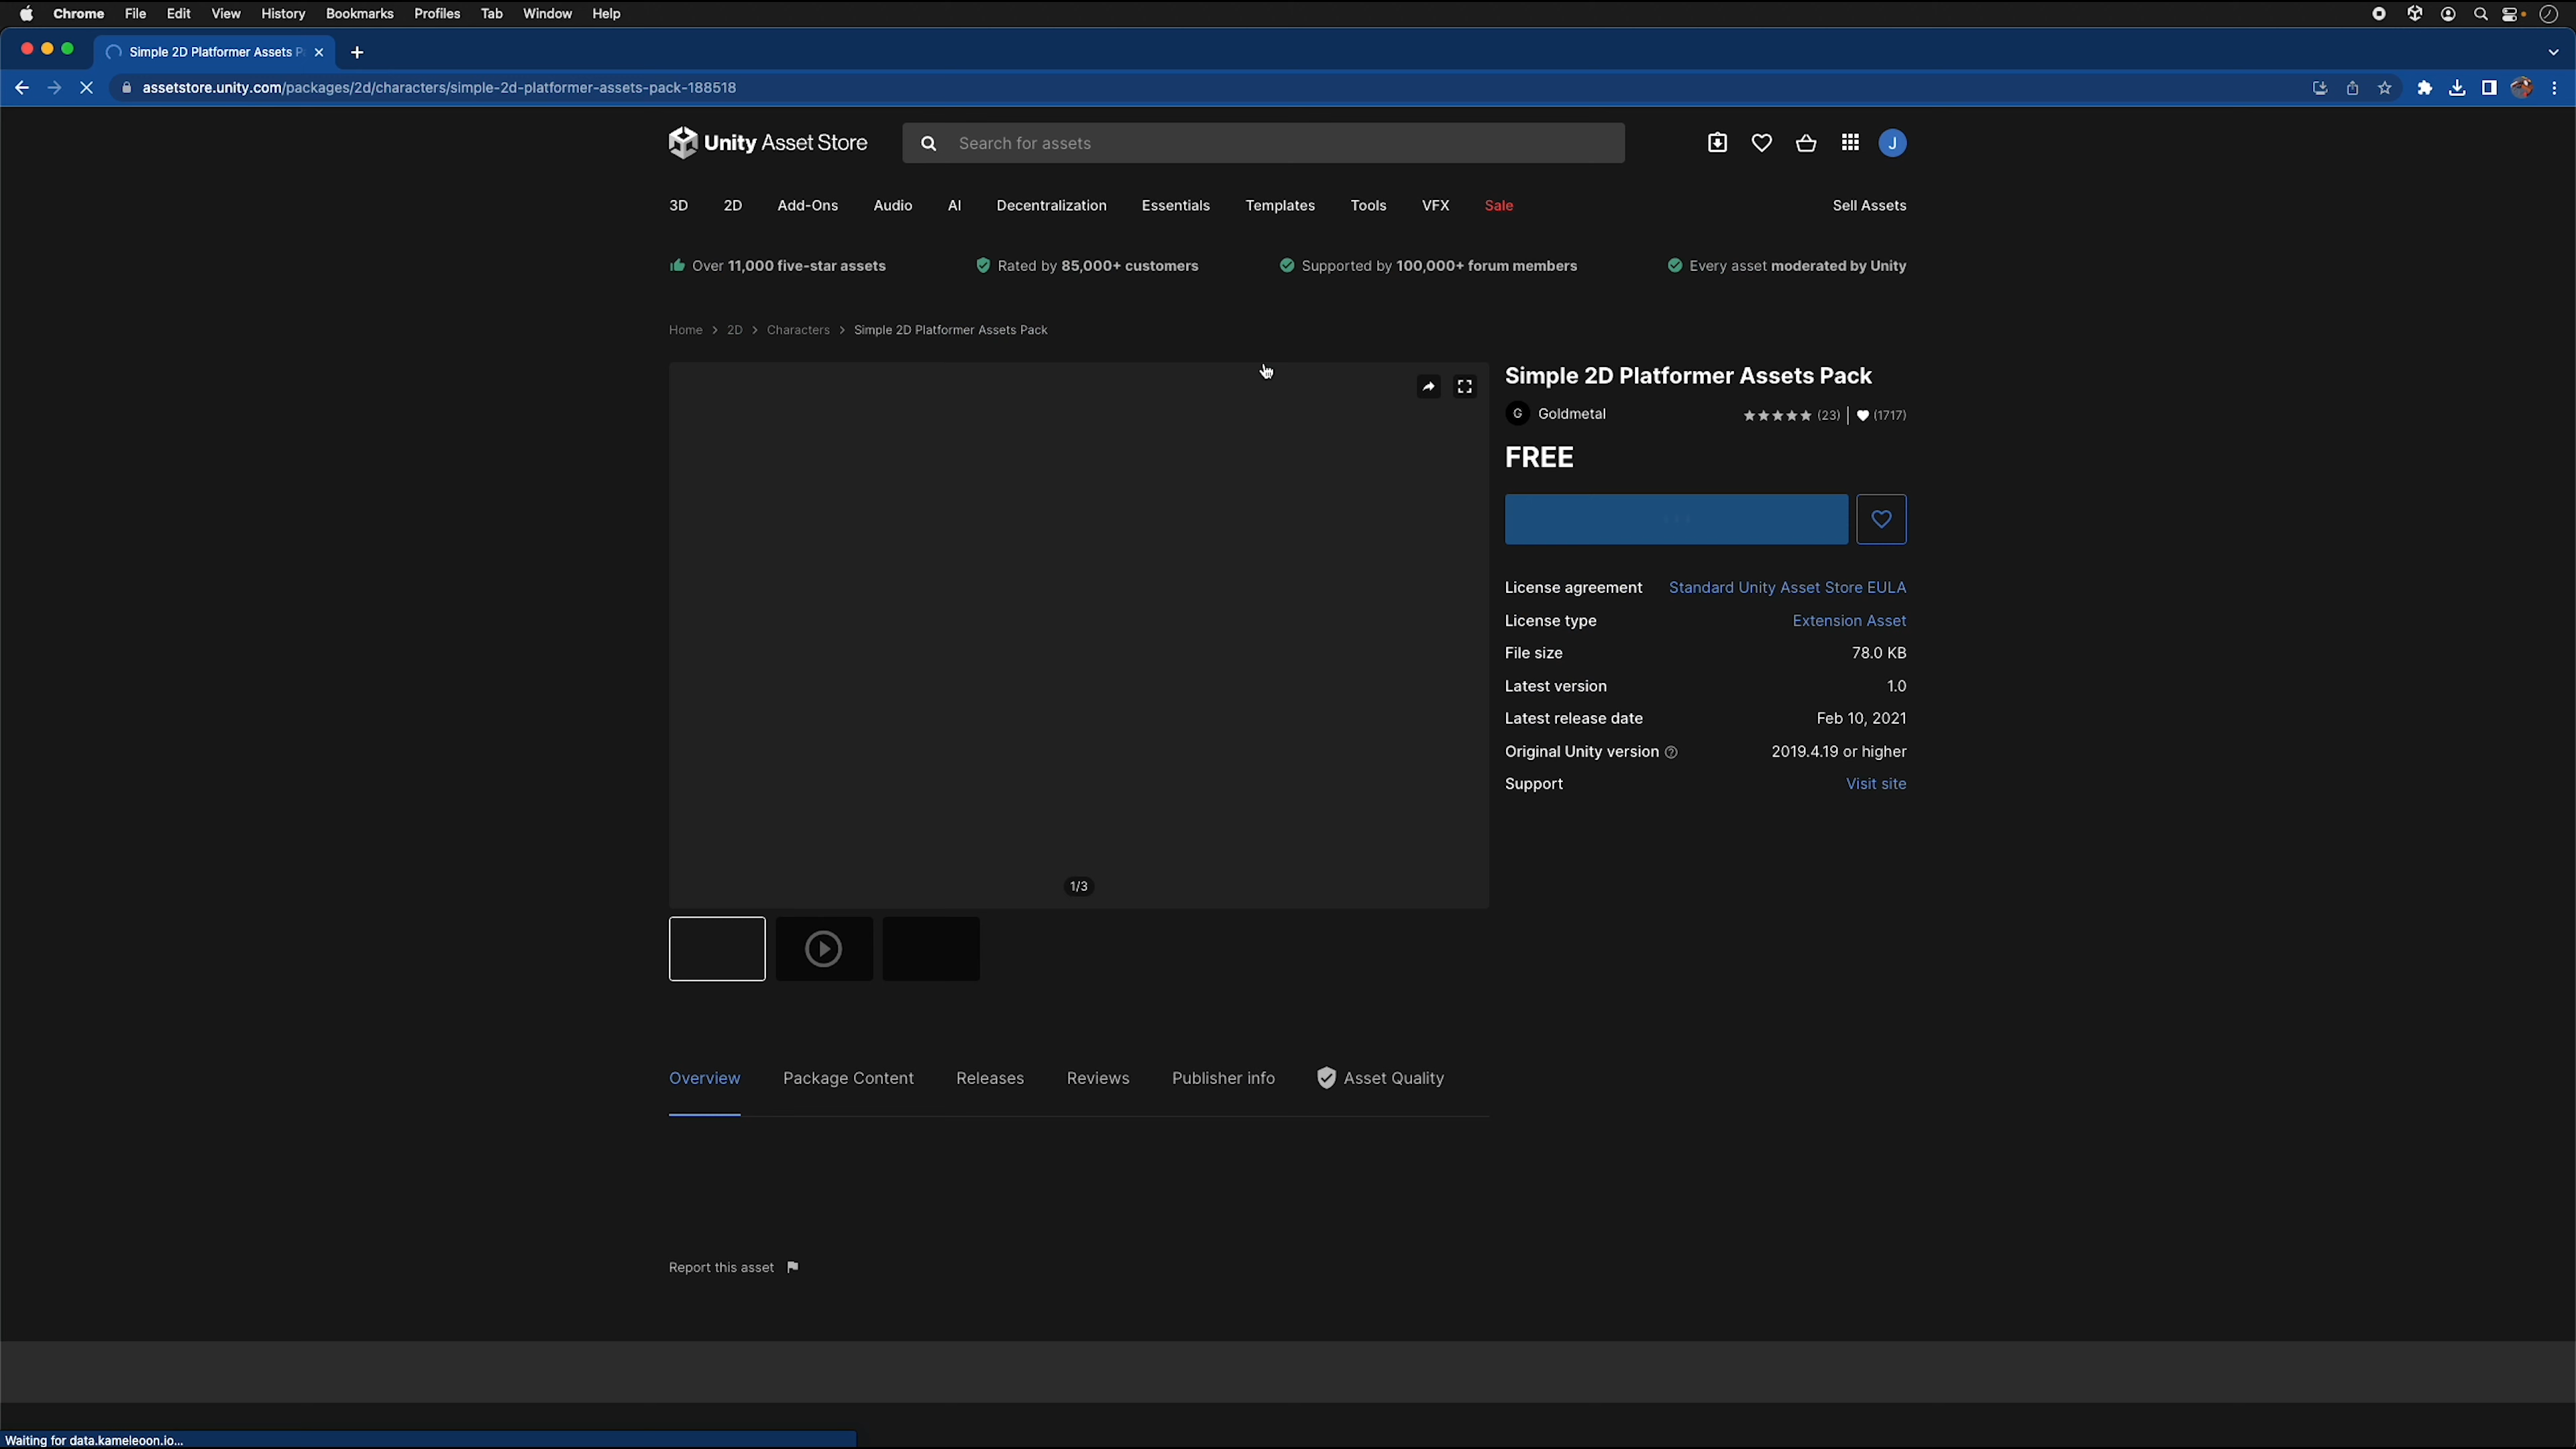 Chrome File Edit View History Bookmarks Profiles Tab Window Help
Simple 2D Platformer Assets P
assetstore.unity.com/packages/2d/characters/simple-2d-platformer-assets-pack-188518
Unity Asset Store
Search for assets
J
3D 2D Add-Ons Audio AI Decentralization Essentials Templates Tools VFX Sale Sell Assets
Over 11,000 five-star assets Rated by 85,000+ customers Supported by 100,000+ forum members Every asset moderated by Unity
Home > 2D > Characters > Simple 2D Platformer Assets Pack
Simple 2D Platformer Assets Pack
G Goldmetal (23) | (1717)
FREE
License agreement Standard Unity Asset Store EULA
License type Extension Asset
File size 78.0 KB
Latest version 1.0
Latest release date Feb 10, 2021
Original Unity version 2019.4.19 or higher
Support Visit site
1/3
Overview Package Content Releases Reviews Publisher info Asset Quality
Report this asset
Waiting for data.kameleoon.io...